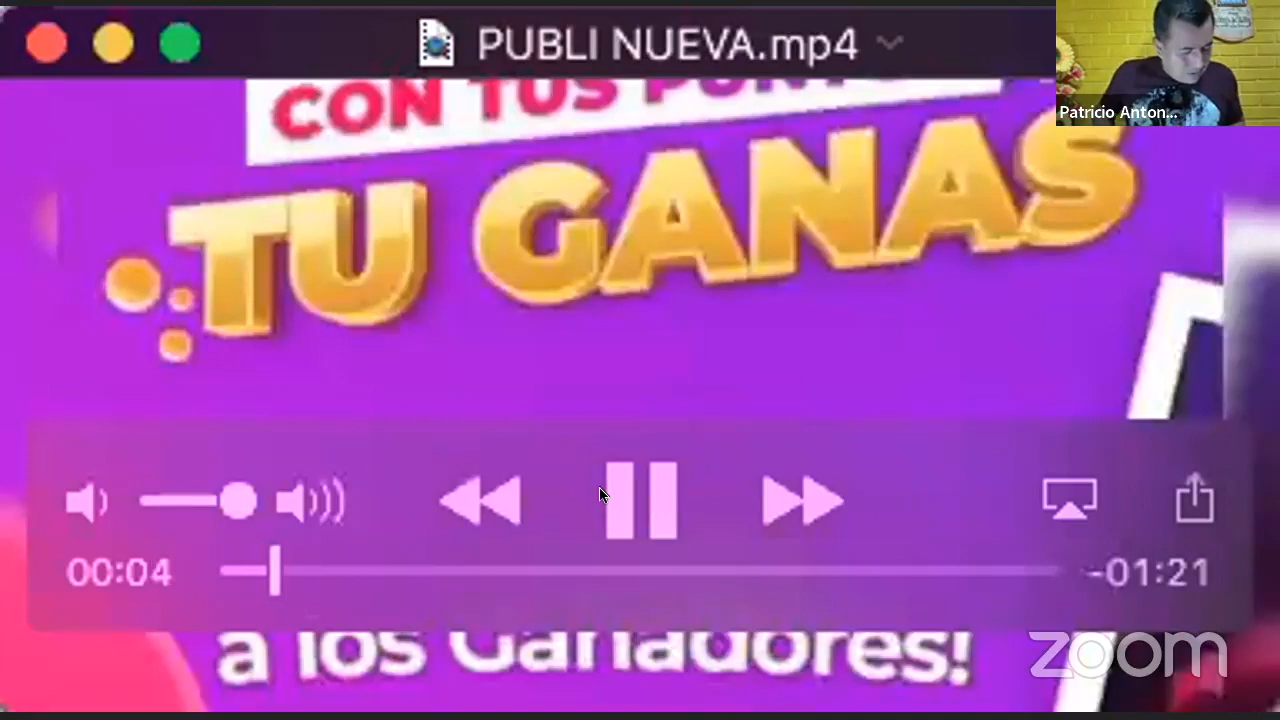 PUBLI NUEVA.mp4
Patricio Anton...
CON TUS
TU GANAS
00:04
-01:21
a los Ganadores!
zoom